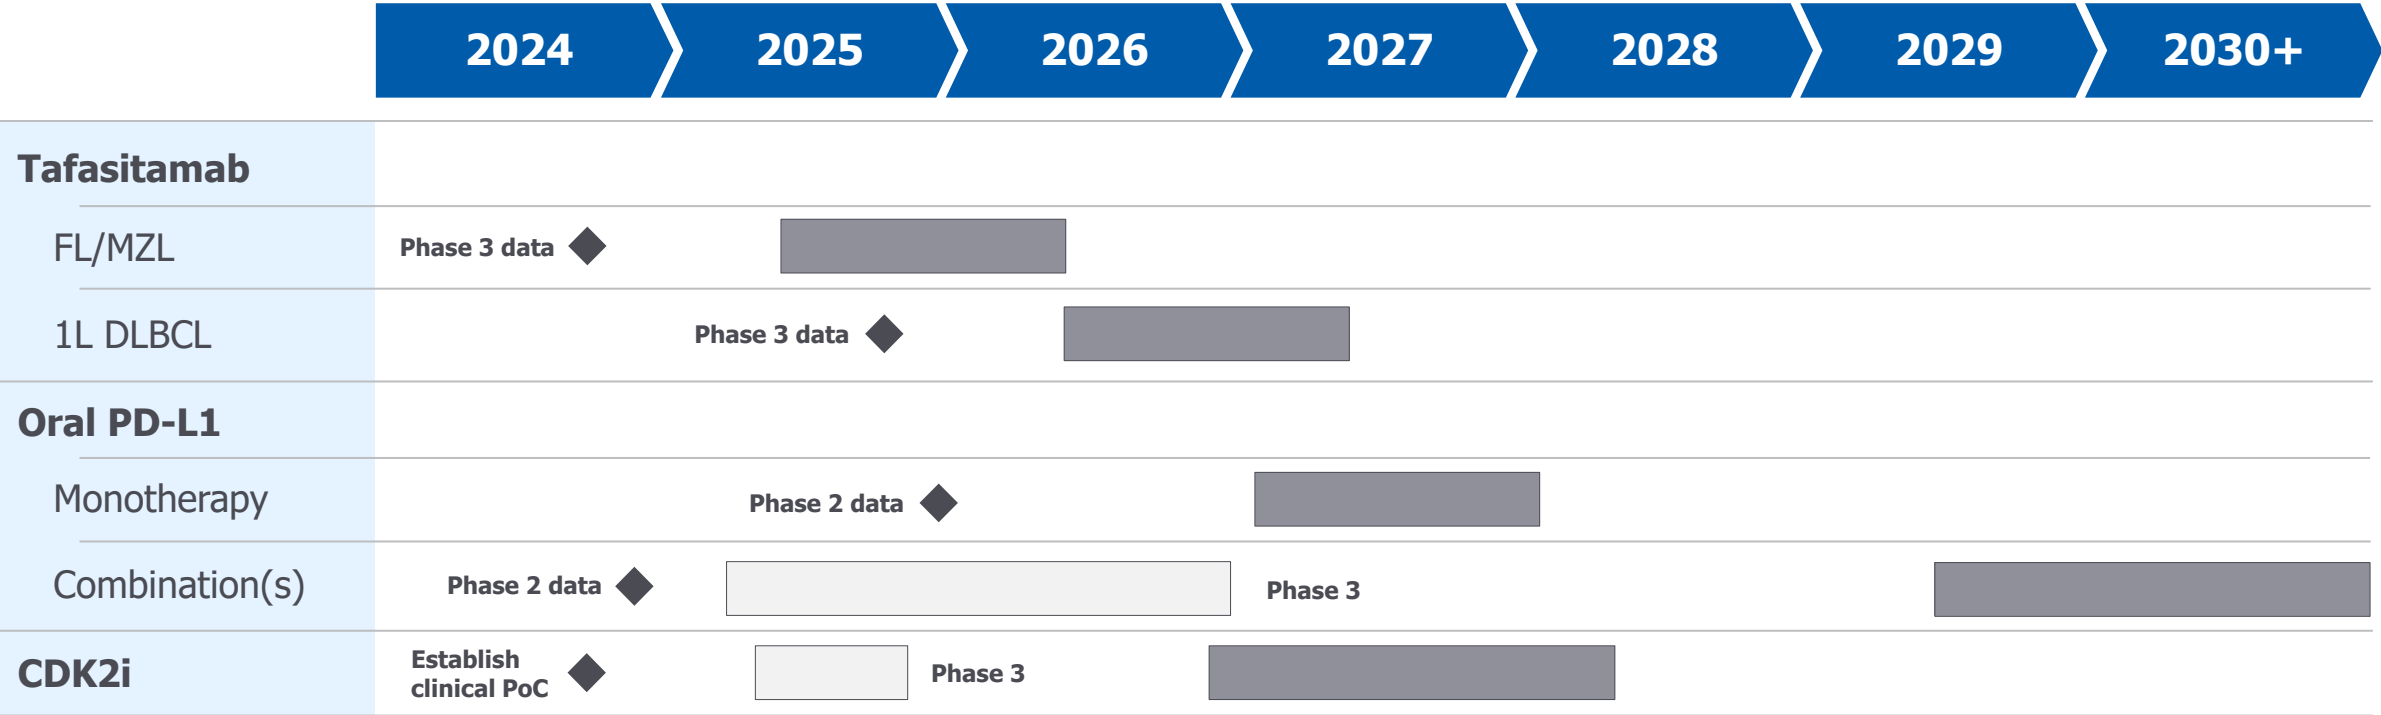 2024 2025 2026 2027 2028 2029 2030+
Tafasitamab
FL/MZL Phase 3 data
1L DLBCL Phase 3 data
Oral PD-L1
Monotherapy Phase 2 data
Combination(s) Phase 2 data Phase 3
CDK2i Establish
clinical PoC Phase 3